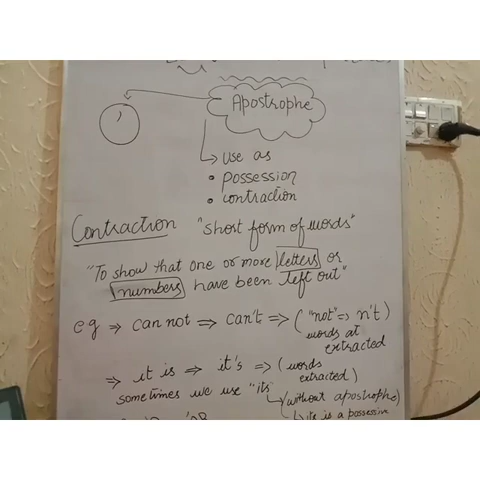 Apostrophe
'
use as
• possession
• contraction
Contraction "short form of words"
"To show that one or more letters or
numbers have been left out"
eg ⇒ can not ⇒ can't ⇒ ("not" ⇒ n't)
words at
extracted
⇒ it is ⇒ it's ⇒ (words
extracted)
sometimes we use "its
(without apostrophe)
its is a possessive